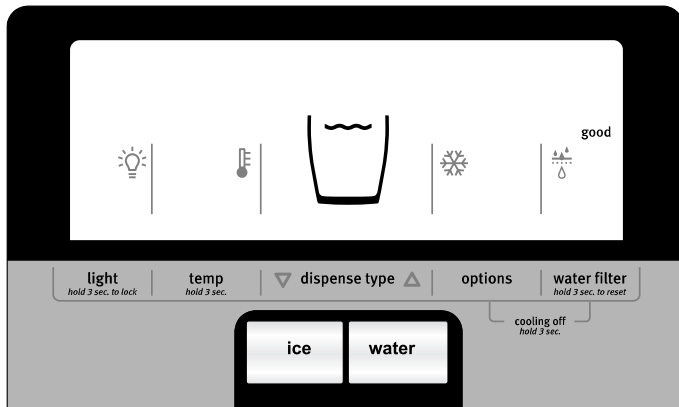 good
light
hold 3 sec. to lock
temp
hold 3 sec.
dispense type
options
water filter
hold 3 sec. to reset
cooling off
hold 3 sec.
ice
water